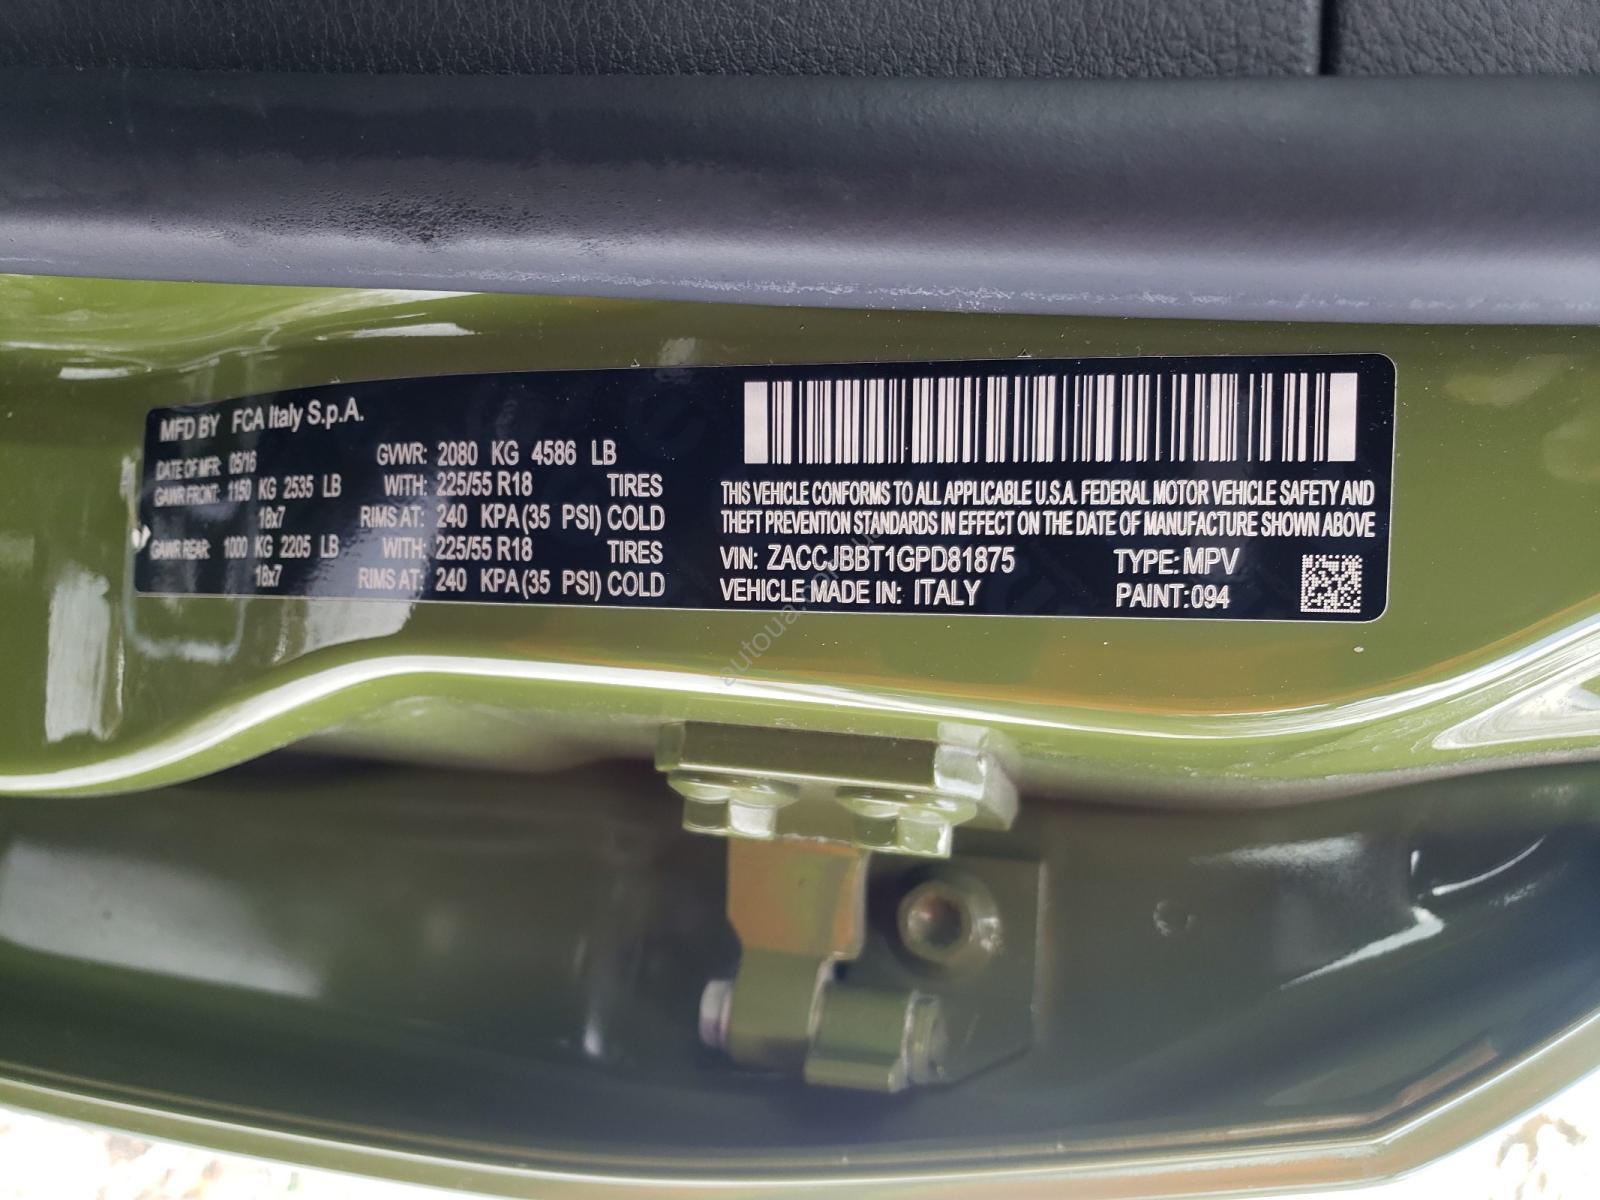 MFD BY FCA Italy S.p.A.
DATE OF MFR 05/16 GVWR: 2080 KG 4586 LB
GAWR FRONT: 1150 KG 2535 LB WITH: 225/55 R18 TIRES
18x7 RIMS AT: 240 KPA(35 PSI) COLD
GAWR REAR: 1000 KG 2205 LB WITH: 225/55 R18 TIRES
18x7 RIMS AT: 240 KPA(35 PSI) COLD
THIS VEHICLE CONFORMS TO ALL APPLICABLE U.S.A. FEDERAL MOTOR VEHICLE SAFETY AND
THEFT PREVENTION STANDARDS IN EFFECT ON THE DATE OF MANUFACTURE SHOWN ABOVE
VIN: ZACCJBBT1GPD81875 TYPE: MPV
VEHICLE MADE IN: ITALY PAINT:094